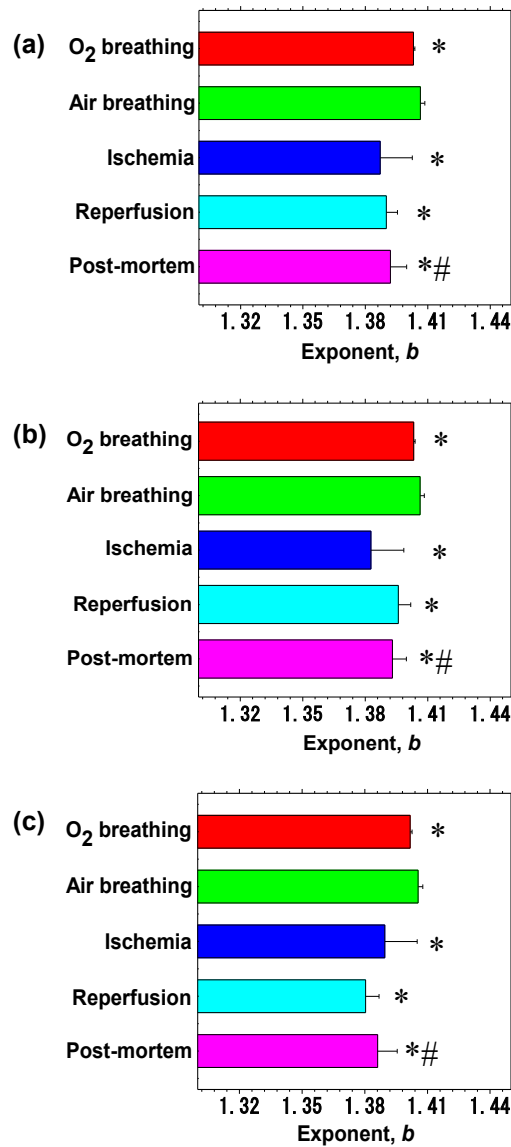 (a)
O2 breathing *
Air breathing
Ischemia *
Reperfusion *
Post-mortem *#
1.32 1.35 1.38 1.41 1.44
Exponent, b
(b)
O2 breathing *
Air breathing
Ischemia *
Reperfusion *
Post-mortem *#
1.32 1.35 1.38 1.41 1.44
Exponent, b
(c)
O2 breathing *
Air breathing
Ischemia *
Reperfusion *
Post-mortem *#
1.32 1.35 1.38 1.41 1.44
Exponent, b